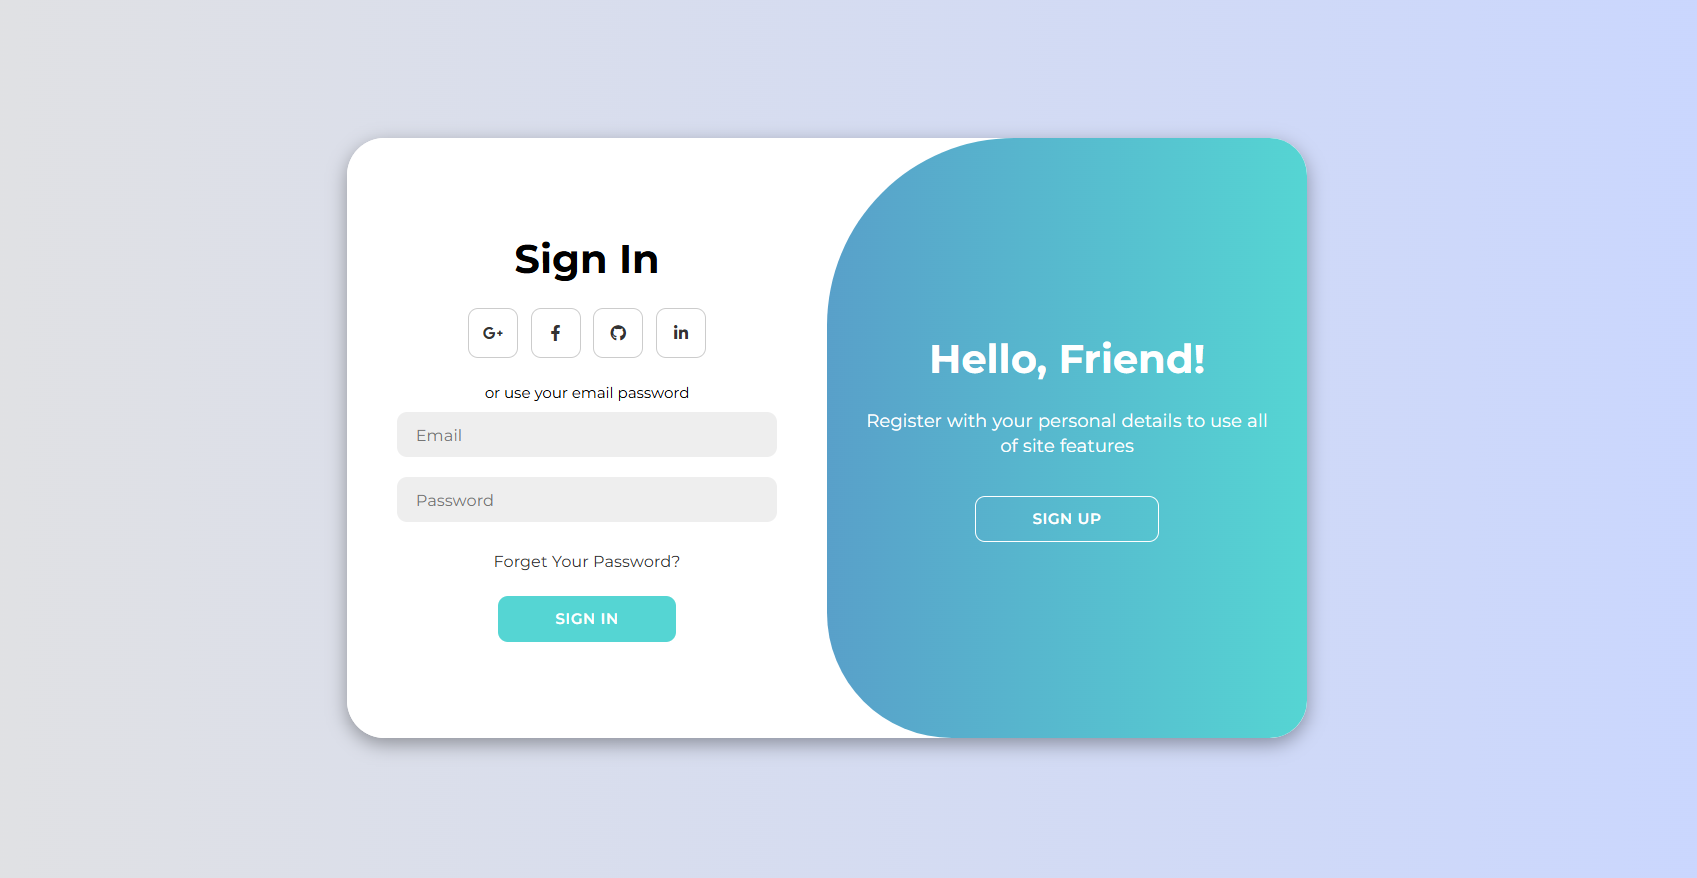 Sign In
G+
f
in
or use your email password
Email
Password
Forget Your Password?
SIGN IN
Hello, Friend!
Register with your personal details to use all
of site features
SIGN UP